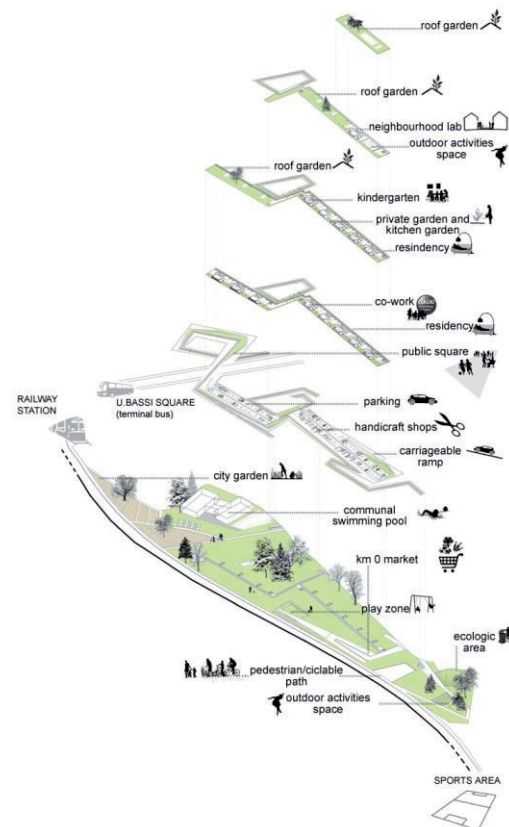 roof garden
roof garden
neighbourhood lab
outdoor activities
space
roof garden
kindergarten
private garden and
kitchen garden
resindency
co-work
residency
public square
RAILWAY
STATION
U.BASSI SQUARE
(terminal bus)
parking
handicraft shops
carriageable
ramp
city garden
communal
swimming pool
km 0 market
play zone
ecologic
area
pedestrian/ciclable
path
outdoor activities
space
SPORTS AREA